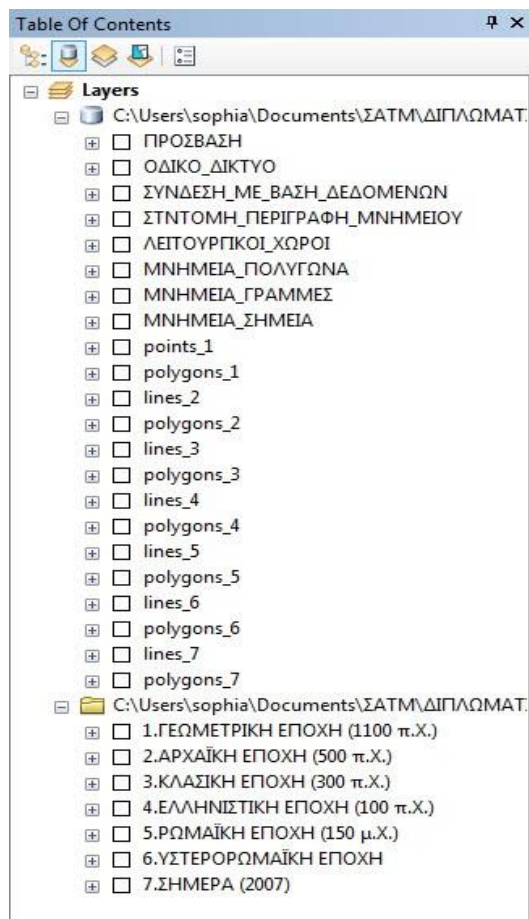 Table Of Contents
Layers
C:\Users\sophia\Documents\ΣΑΤΜ\ΔΙΠΛΩΜΑΤ
ΠΡΟΣΒΑΣΗ
ΟΔΙΚΟ_ΔΙΚΤΥΟ
ΣΥΝΔΕΣΗ_ΜΕ_ΒΑΣΗ_ΔΕΔΟΜΕΝΩΝ
ΣΤΝΤΟΜΗ_ΠΕΡΙΓΡΑΦΗ_ΜΝΗΜΕΙΟΥ
ΛΕΙΤΟΥΡΓΙΚΟΙ_ΧΩΡΟΙ
ΜΝΗΜΕΙΑ_ΠΟΛΥΓΩΝΑ
ΜΝΗΜΕΙΑ_ΓΡΑΜΜΕΣ
ΜΝΗΜΕΙΑ_ΣΗΜΕΙΑ
points_1
polygons_1
lines_2
polygons_2
lines_3
polygons_3
lines_4
polygons_4
lines_5
polygons_5
lines_6
polygons_6
lines_7
polygons_7
C:\Users\sophia\Documents\ΣΑΤΜ\ΔΙΠΛΩΜΑΤ
1.ΓΕΩΜΕΤΡΙΚΗ ΕΠΟΧΗ (1100 π.Χ.)
2.ΑΡΧΑΪΚΗ ΕΠΟΧΗ (500 π.Χ.)
3.ΚΛΑΣΙΚΗ ΕΠΟΧΗ (300 π.Χ.)
4.ΕΛΛΗΝΙΣΤΙΚΗ ΕΠΟΧΗ (100 π.Χ.)
5.ΡΩΜΑΪΚΗ ΕΠΟΧΗ (150 μ.Χ.)
6.ΥΣΤΕΡΟΡΩΜΑΪΚΗ ΕΠΟΧΗ
7.ΣΗΜΕΡΑ (2007)